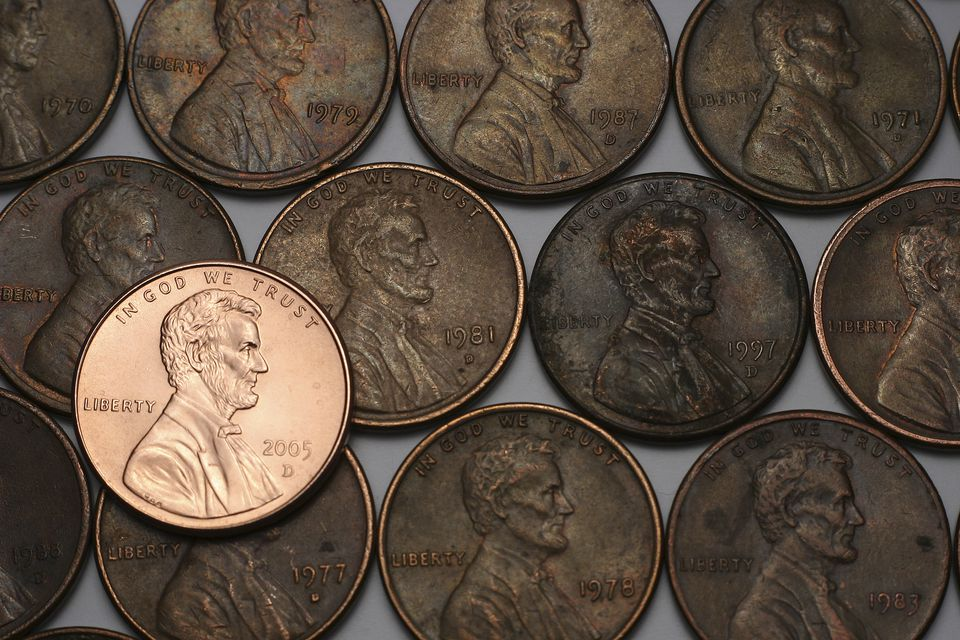 1970
LIBERTY
1979
LIBERTY
1987
D
LIBERTY
1971
D
IN GOD WE TRUST
LIBERTY
IN GOD WE TRUST
1981
D
IN GOD WE TRUST
LIBERTY
1997
D
IN GOD WE
LIBERTY
IN GOD WE TRUST
LIBERTY
2005
D
LIBERTY
1977
IN GOD WE TRUST
LIBERTY
1978
IN GOD WE TRUST
LIBERTY
1983